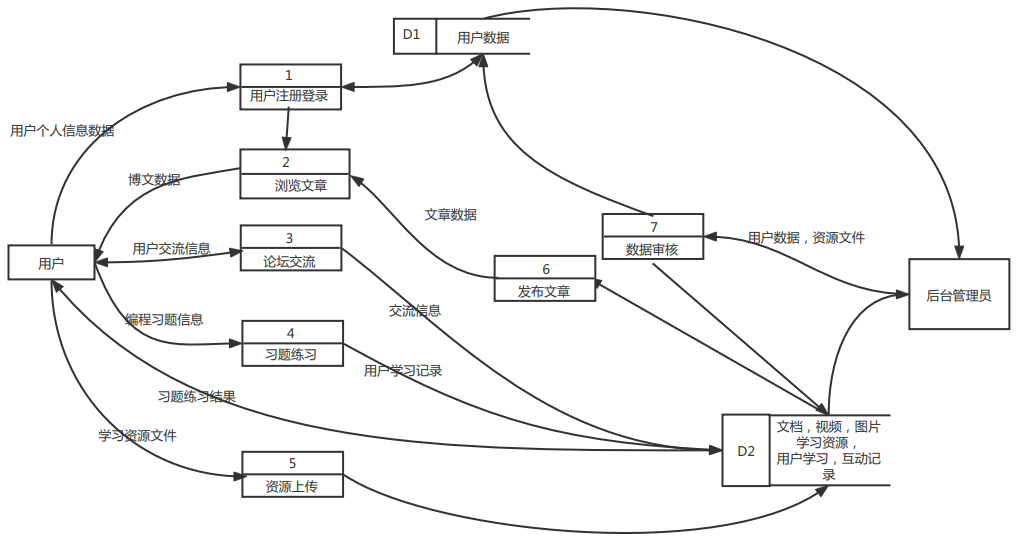 D1
用户数据
1
用户注册登录
用户个人信息数据
2
浏览文章
博文数据
文章数据
7
数据审核
用户数据，资源文件
3
论坛交流
用户交流信息
用户
6
发布文章
后台管理员
交流信息
编程习题信息
4
习题练习
用户学习记录
习题练习结果
学习资源文件
5
资源上传
D2
文档，视频，图片
学习资源，
用户学习，互动记
录